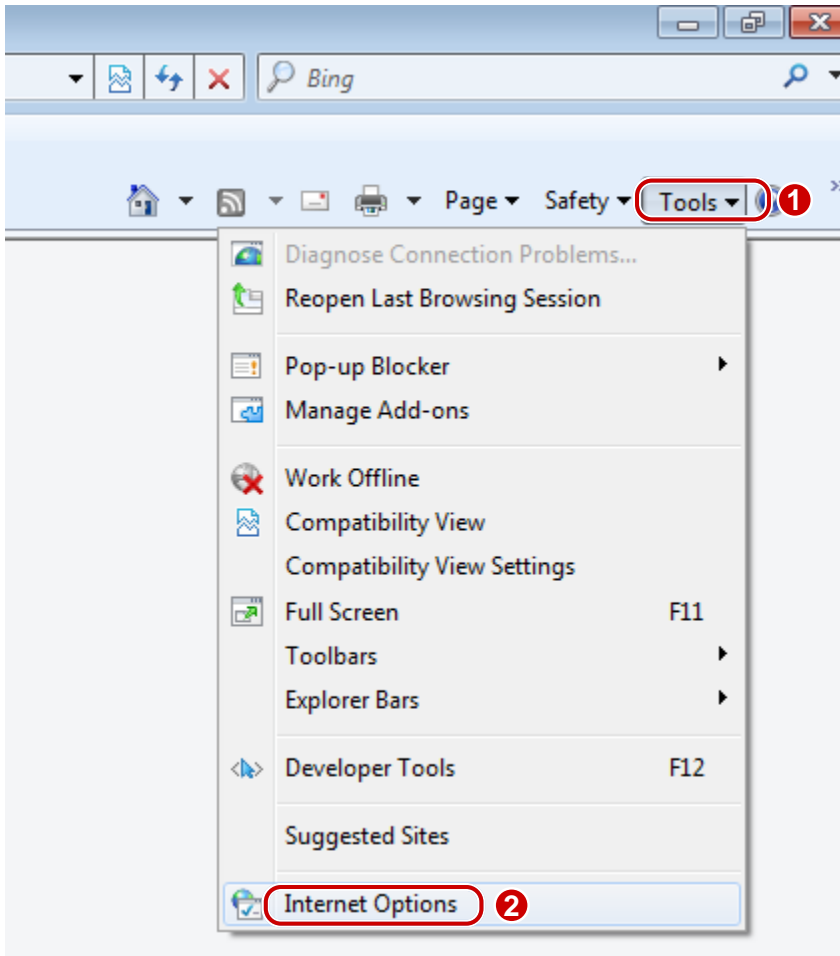 Bing
Page Safety Tools 1
Diagnose Connection Problems...
Reopen Last Browsing Session
Pop-up Blocker
Manage Add-ons
Work Offline
Compatibility View
Compatibility View Settings
Full Screen F11
Toolbars
Explorer Bars
Developer Tools F12
Suggested Sites
Internet Options 2